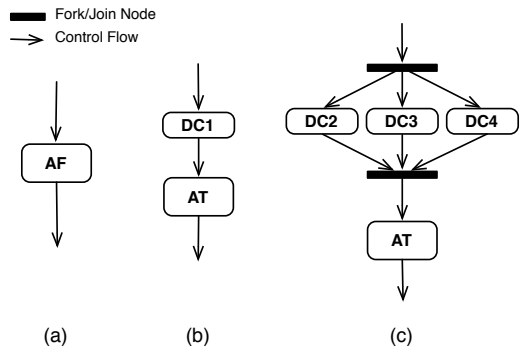 Fork/Join Node
Control Flow
AF
(a)
DC1
AT
(b)
DC2 DC3 DC4
AT
(c)